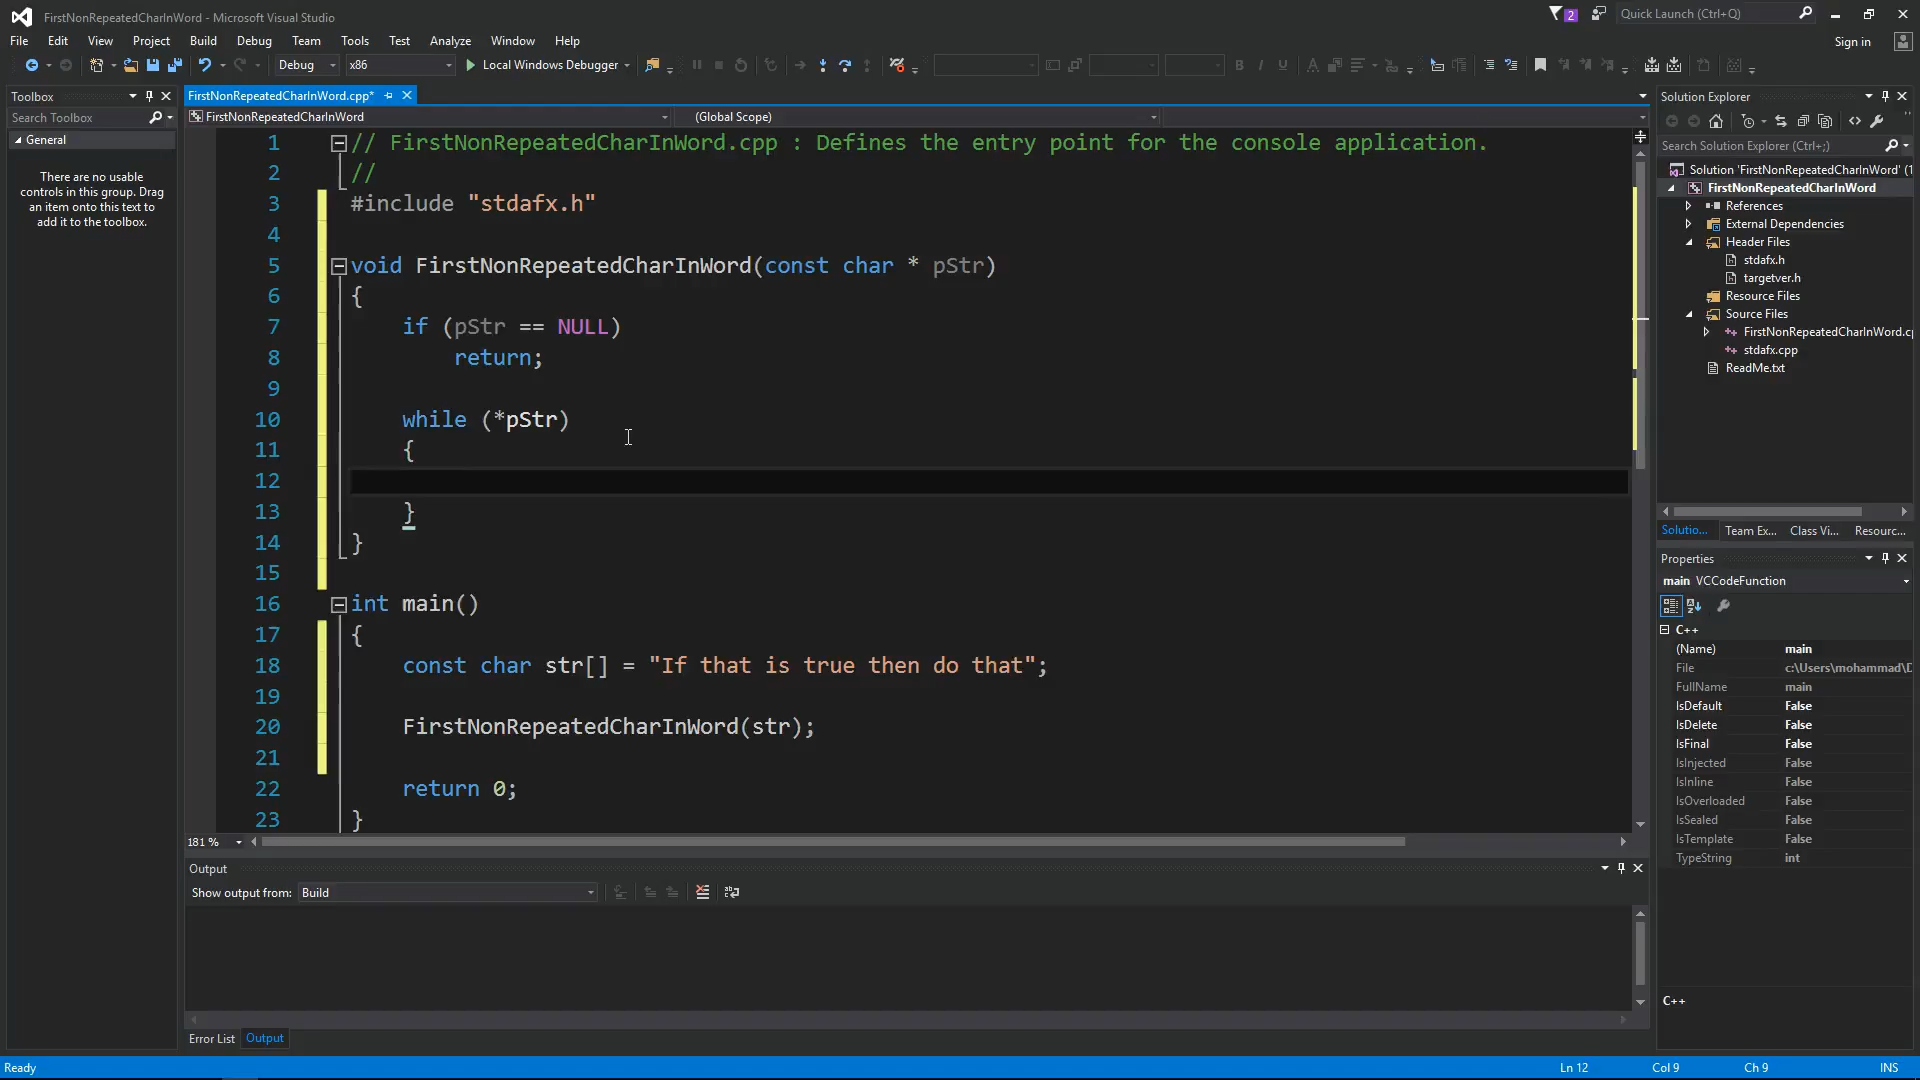 FirstNonRepeatedCharInWord - Microsoft Visual Studio
2
Quick Launch (Ctrl+Q)
File Edit View Project Build Debug Team Tools Test Analyze Window Help
Sign in
Debug x86 Local Windows Debugger
Toolbox
Search Toolbox
General
There are no usable
controls in this group. Drag
an item onto this text to
add it to the toolbox.
FirstNonRepeatedCharInWord.cpp*
FirstNonRepeatedCharInWord (Global Scope)
1 // FirstNonRepeatedCharInWord.cpp : Defines the entry point for the console application.
2 //
3 #include "stdafx.h"
4
5 void FirstNonRepeatedCharInWord(const char * pStr)
6 {
7 if (pStr == NULL)
8 return;
9
10 while (*pStr)
11 {
12
13 }
14 }
15
16 int main()
17 {
18 const char str[] = "If that is true then do that";
19
20 FirstNonRepeatedCharInWord(str);
21
22 return 0;
23 }
181 %
Output
Show output from: Build
Error List Output
Solution Explorer
Search Solution Explorer (Ctrl+;)
Solution 'FirstNonRepeatedCharInWord' (1
FirstNonRepeatedCharInWord
References
External Dependencies
Header Files
stdafx.h
targetver.h
Resource Files
Source Files
FirstNonRepeatedCharInWord.cp
stdafx.cpp
ReadMe.txt
Solutio... Team Ex... Class Vi... Resourc...
Properties
main VCCodeFunction
C++
(Name) main
File c:\Users\mohammad\D
FullName main
IsDefault False
IsDelete False
IsFinal False
IsInjected False
IsInline False
IsOverloaded False
IsSealed False
IsTemplate False
TypeString int
C++
Ready Ln 12 Col 9 Ch 9 INS